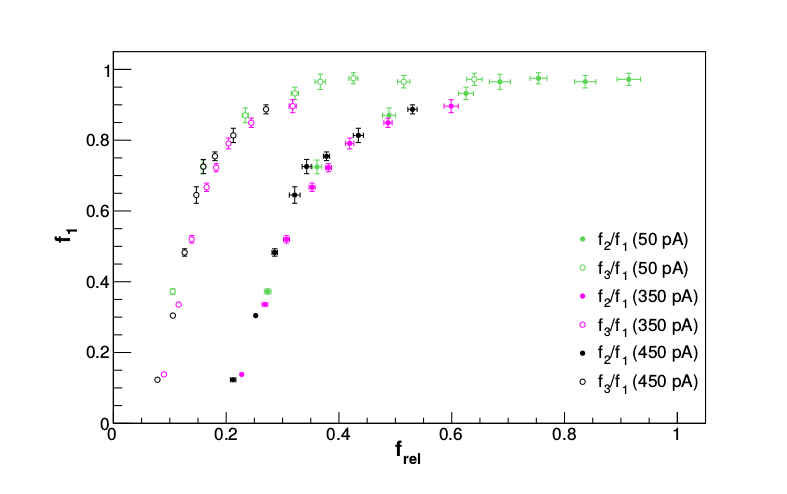 1
0.8
0.6
0.4
0.2
0
f1
f2/f1 (50 pA)
f3/f1 (50 pA)
f2/f1 (350 pA)
f3/f1 (350 pA)
f2/f1 (450 pA)
f3/f1 (450 pA)
0 0.2 0.4 0.6 0.8 1
frel